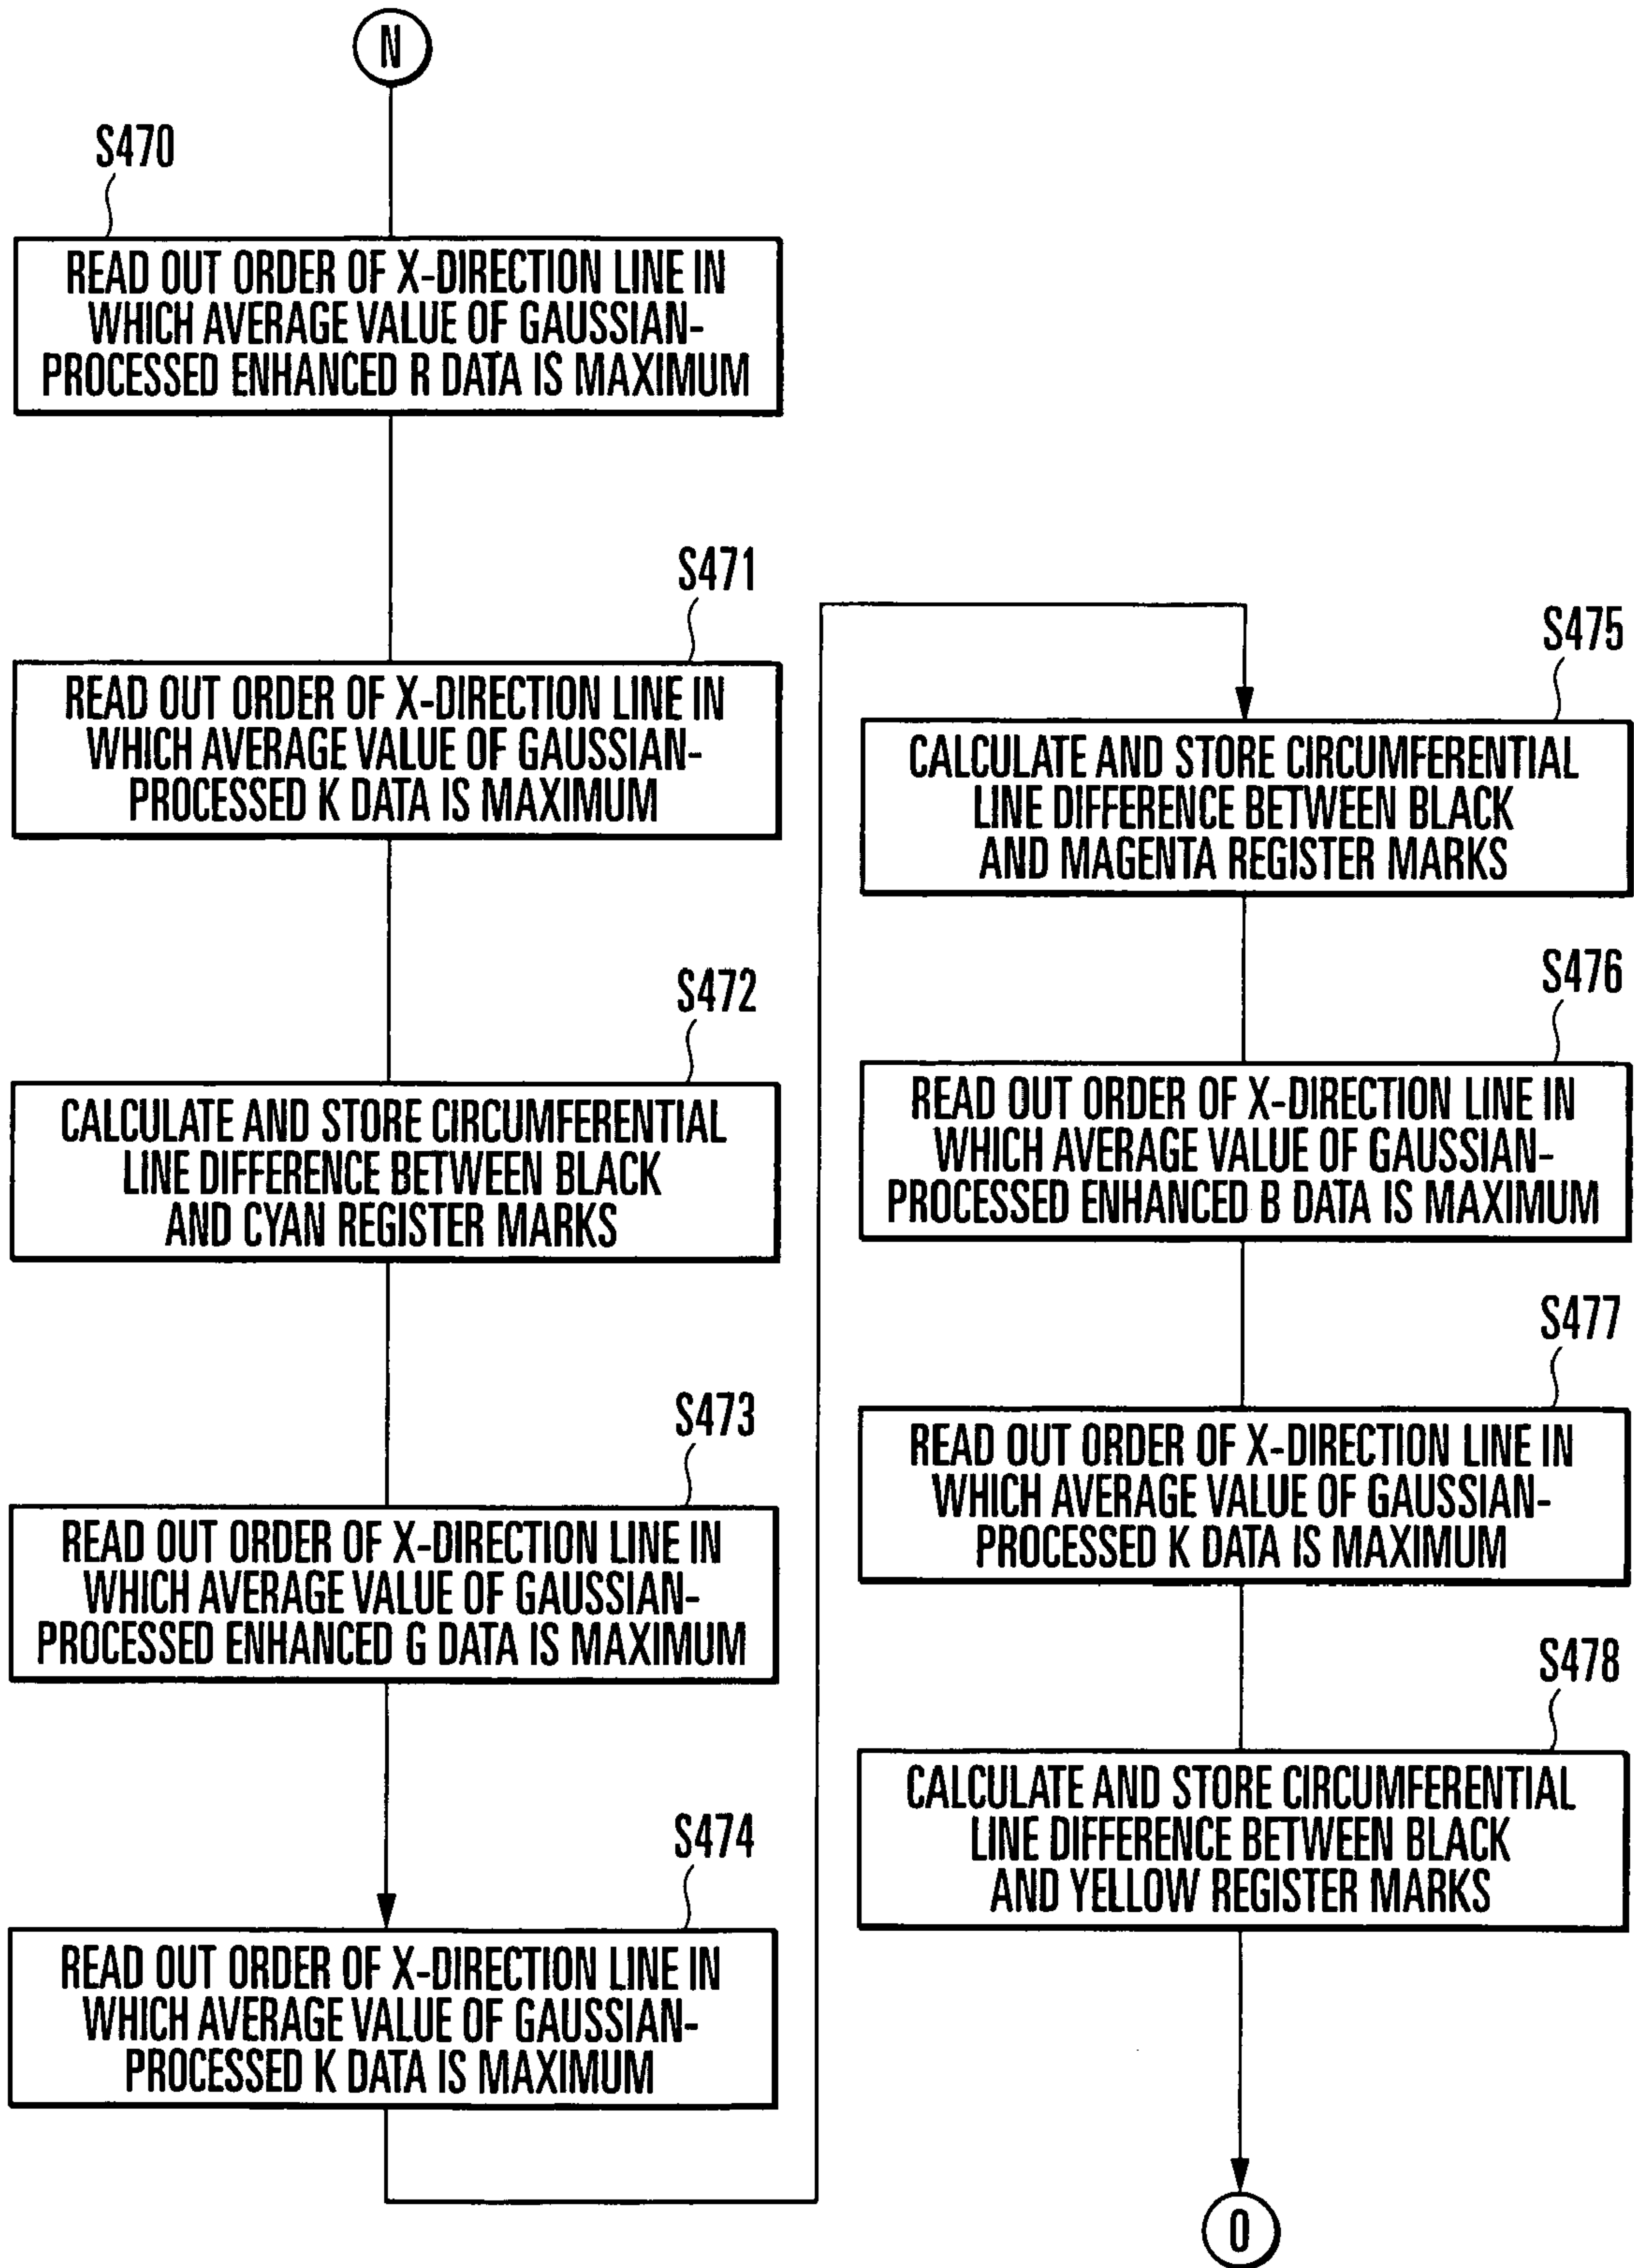 N
S470
READ OUT ORDER OF X-DIRECTION LINE IN
WHICH AVERAGE VALUE OF GAUSSIAN-
PROCESSED ENHANCED R DATA IS MAXIMUM
S471
READ OUT ORDER OF X-DIRECTION LINE IN
WHICH AVERAGE VALUE OF GAUSSIAN-
PROCESSED K DATA IS MAXIMUM
S472
CALCULATE AND STORE CIRCUMFERENTIAL
LINE DIFFERENCE BETWEEN BLACK
AND CYAN REGISTER MARKS
S473
READ OUT ORDER OF X-DIRECTION LINE IN
WHICH AVERAGE VALUE OF GAUSSIAN-
PROCESSED ENHANCED G DATA IS MAXIMUM
S474
READ OUT ORDER OF X-DIRECTION LINE IN
WHICH AVERAGE VALUE OF GAUSSIAN-
PROCESSED K DATA IS MAXIMUM
S475
CALCULATE AND STORE CIRCUMFERENTIAL
LINE DIFFERENCE BETWEEN BLACK
AND MAGENTA REGISTER MARKS
S476
READ OUT ORDER OF X-DIRECTION LINE IN
WHICH AVERAGE VALUE OF GAUSSIAN-
PROCESSED ENHANCED B DATA IS MAXIMUM
S477
READ OUT ORDER OF X-DIRECTION LINE IN
WHICH AVERAGE VALUE OF GAUSSIAN-
PROCESSED K DATA IS MAXIMUM
S478
CALCULATE AND STORE CIRCUMFERENTIAL
LINE DIFFERENCE BETWEEN BLACK
AND YELLOW REGISTER MARKS
O